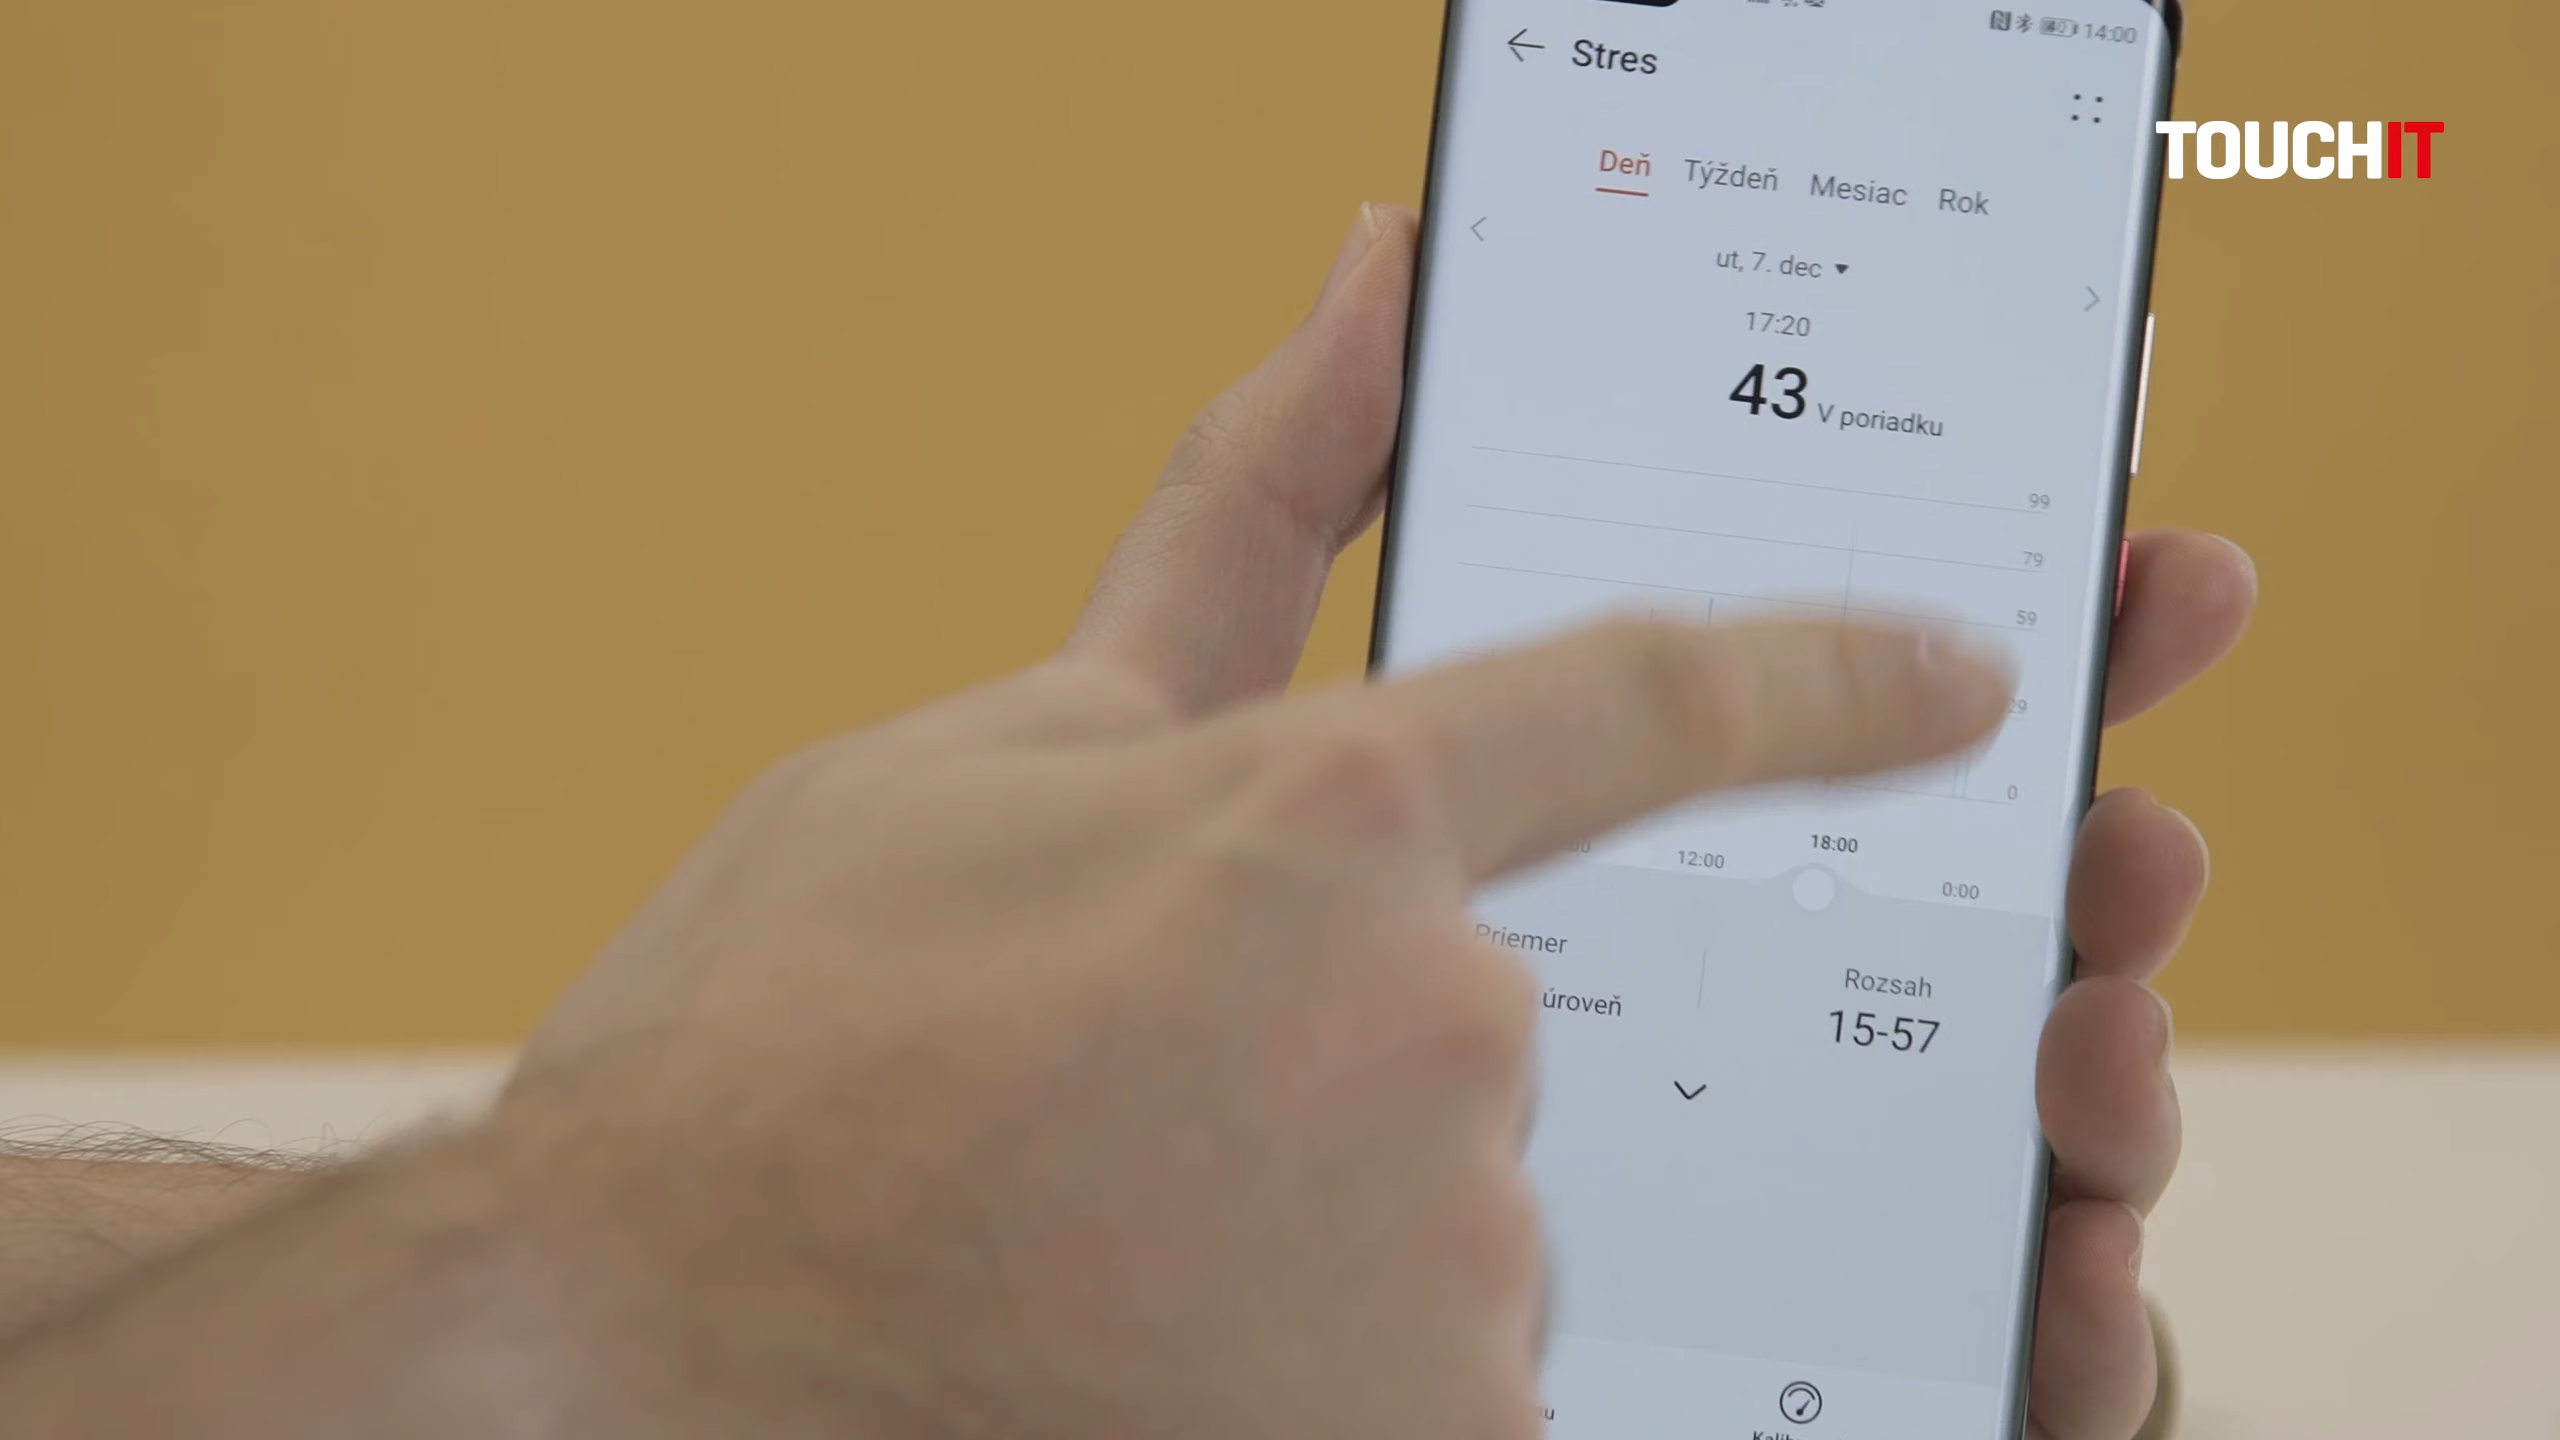 14:00
Stres
TOUCHIT
Deň Týždeň Mesiac Rok
ut, 7. dec
17:20
43 V poriadku
99
79
59
29
0
12:00 18:00 0:00
Priemer
úroveň
Rozsah
15-57